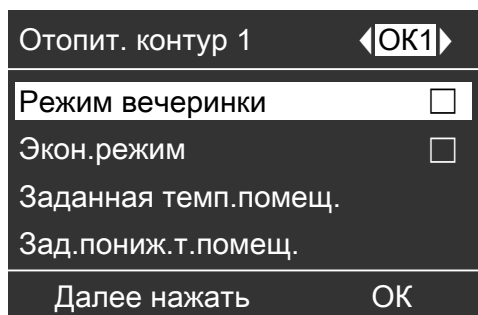 Отопит. контур 1 ОК1
Режим вечеринки
Экон.режим
Заданная темп.помещ.
Зад.пониж.т.помещ.
Далее нажать ОК